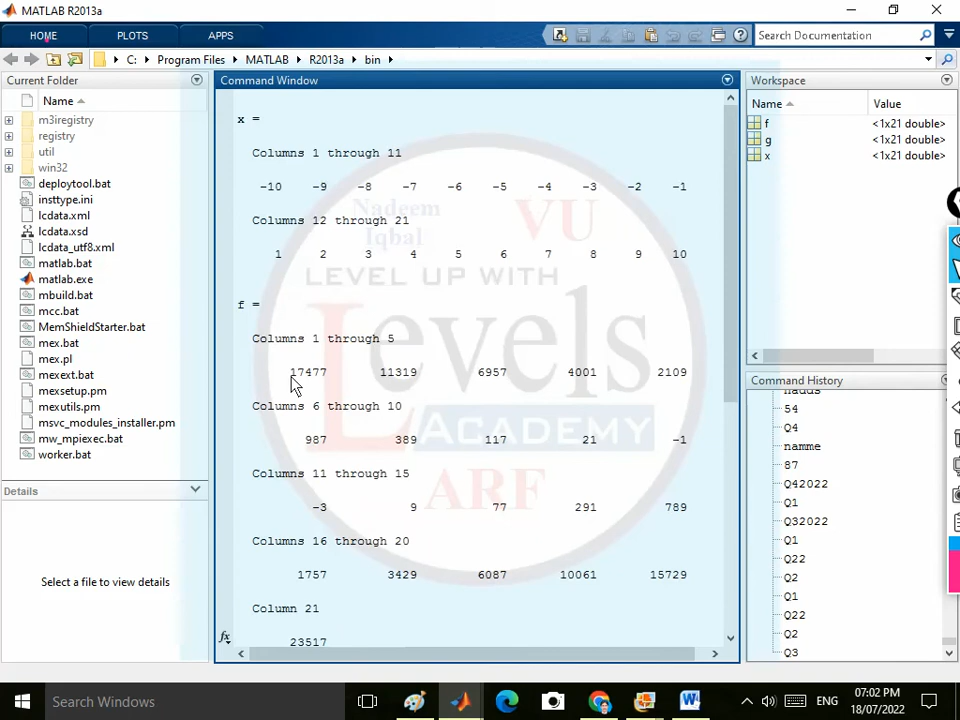 MATLAB R2013a
HOME
PLOTS
APPS
Search Documentation
C: Program Files MATLAB R2013a bin
Current Folder
Name
m3iregistry
registry
util
win32
deploytool.bat
insttype.ini
lcdata.xml
lcdata.xsd
lcdata_utf8.xml
matlab.bat
matlab.exe
mbuild.bat
mcc.bat
MemShieldStarter.bat
mex.bat
mex.pl
mexext.bat
mexsetup.pm
mexutils.pm
msvc_modules_installer.pm
mw_mpiexec.bat
worker.bat
Details
Select a file to view details
Command Window
x =
Columns 1 through 11
-10 -9 -8 -7 -6 -5 -4 -3 -2 -1
Columns 12 through 21
1 2 3 4 5 6 7 8 9 10
f =
Columns 1 through 5
17477 11319 6957 4001 2109
Columns 6 through 10
987 389 117 21 -1
Columns 11 through 15
-3 9 77 291 789
Columns 16 through 20
1757 3429 6087 10061 15729
Column 21
23517
fx
Nadeem
Iqbal
VU
LEVEL UP WITH
Levels
ACADEMY
ARF
Workspace
Name Value
f <1x21 double>
g <1x21 double>
x <1x21 double>
Command History
54
Q4
namme
87
Q42022
Q1
Q32022
Q1
Q22
Q2
Q1
Q22
Q2
Q3
Search Windows
ENG
07:02 PM
18/07/2022